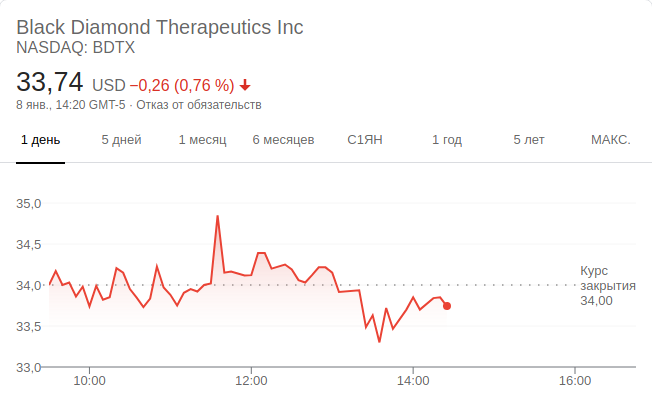 Black Diamond Therapeutics Inc
NASDAQ: BDTX
33,74 USD −0,26 (0,76 %)
8 янв., 14:20 GMT-5 · Отказ от обязательств
1 день 5 дней 1 месяц 6 месяцев С1ЯН 1 год 5 лет МАКС.
35,0
34,5
34,0
33,5
33,0
Курс
закрытия
34,00
10:00 12:00 14:00 16:00